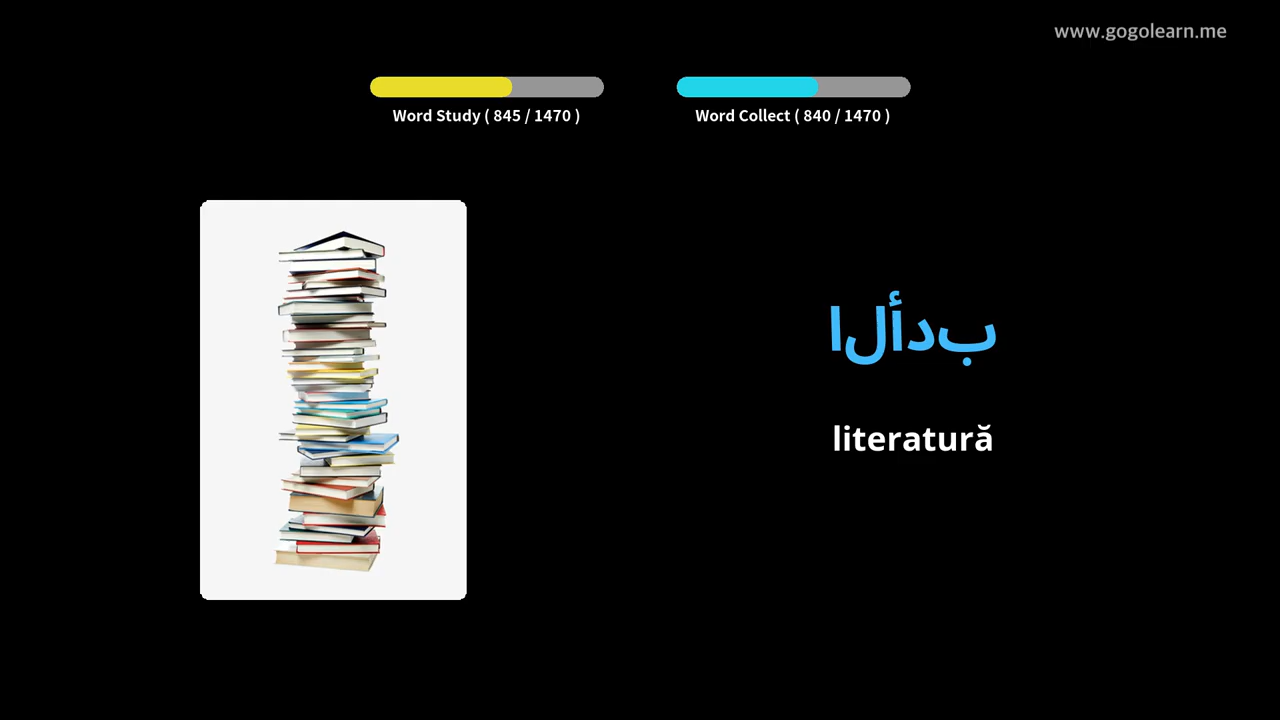 www.gogolearn.me
Word Study ( 845 / 1470 )
Word Collect ( 840 / 1470 )
الأدب
literatură